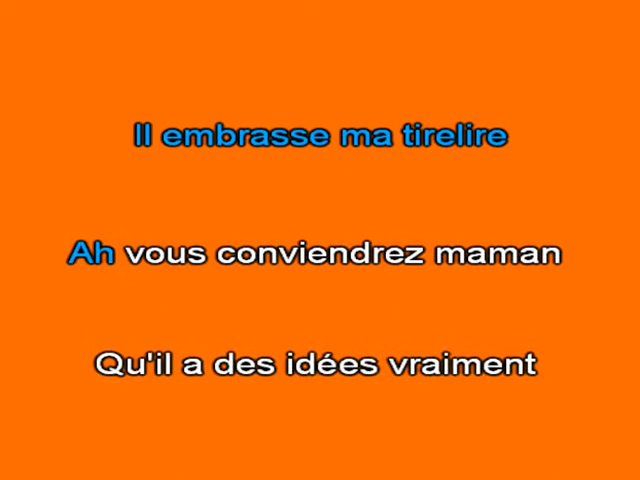 Il embrasse ma tirelire
Ah vous conviendrez maman
Qu'il a des idées vraiment